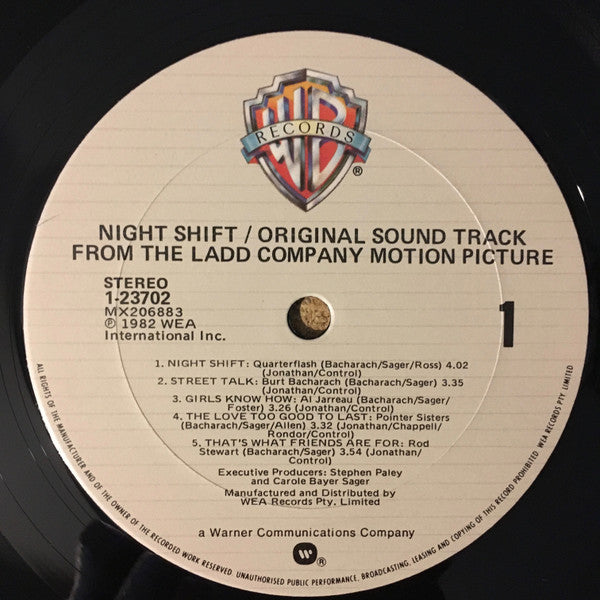 WB
RECORDS
®
NIGHT SHIFT / ORIGINAL SOUND TRACK
FROM THE LADD COMPANY MOTION PICTURE
STEREO
1-23702
MX206883
℗ 1982 WEA
International Inc.
1
1. NIGHT SHIFT: Quarterflash (Bacharach/Sager/Ross) 4.02
(Jonathan/Control)
2. STREET TALK: Burt Bacharach (Bacharach/Sager) 3.35
(Jonathan/Control)
3. GIRLS KNOW HOW: Al Jarreau (Bacharach/Sager/
Foster) 3.26 (Jonathan/Control)
4. THE LOVE TOO GOOD TO LAST: Pointer Sisters
(Bacharach/Sager/Allen) 3.32 (Jonathan/Chappell/
Rondor/Control)
5. THAT'S WHAT FRIENDS ARE FOR: Rod
Stewart (Bacharach/Sager) 3.54 (Jonathan/
Control)
Executive Producers: Stephen Paley
and Carole Bayer Sager
Manufactured and Distributed by
WEA Records Pty. Limited
a Warner Communications Company
ALL RIGHTS OF THE MANUFACTURER AND OF THE OWNER OF THE RECORDED WORK RESERVED. UNAUTHORISED PUBLIC PERFORMANCE, BROADCASTING, LEASING AND COPYING OF THIS RECORD PROHIBITED. WEA RECORDS PTY. LIMITED